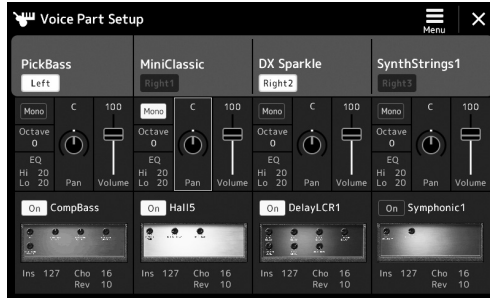 Voice Part Setup
Menu
PickBass MiniClassic DX Sparkle SynthStrings1
Left Right1 Right2 Right3
Mono C 100 Mono C 100 Mono C 100 Mono C 100
Octave Octave Octave Octave
0 0 0 0
EQ EQ EQ EQ
Hi 20 Hi 20 Hi 20 Hi 20
Lo 20 Pan Volume Lo 20 Pan Volume Lo 20 Pan Volume Lo 20 Pan Volume
On CompBass On Hall5 On DelayLCR1 On Symphonic1
Ins 127 Cho 16 Ins 127 Cho 16 Ins 127 Cho 16 Ins 127 Cho 16
Rev 10 Rev 10 Rev 10 Rev 10